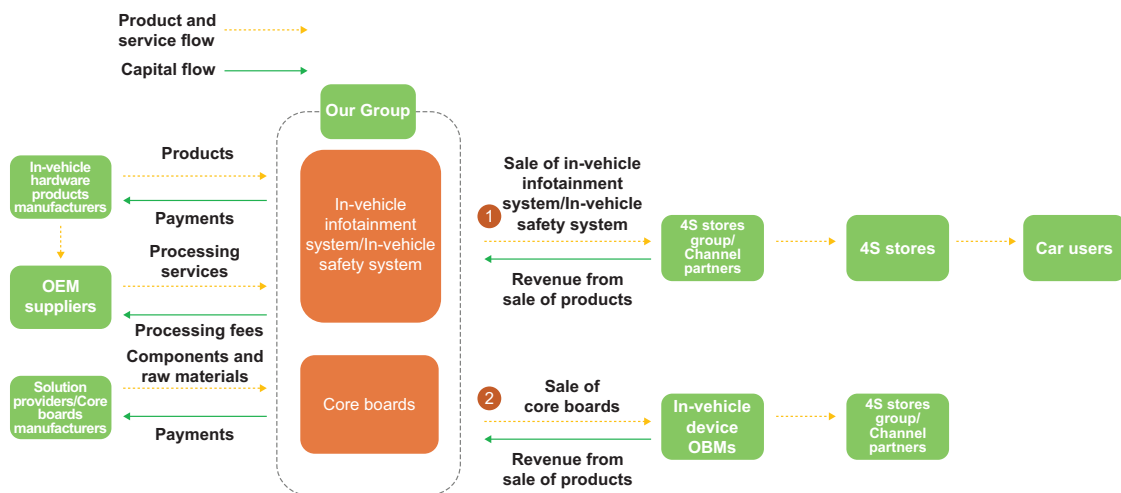 Product and
service flow
Capital flow
Our Group
In-vehicle
hardware
products
manufacturers
Products
Payments
Processing
services
OEM
suppliers
Processing fees
Components and
raw materials
Solution
providers/Core
boards
manufacturers
Payments
In-vehicle
infotainment
system/In-vehicle
safety system
Core boards
1
Sale of in-vehicle
infotainment
system/In-vehicle
safety system
Revenue from
sale of products
4S stores
group/
Channel
partners
4S stores
Car users
2
Sale of
core boards
Revenue from
sale of products
In-vehicle
device
OBMs
4S stores
group/
Channel
partners